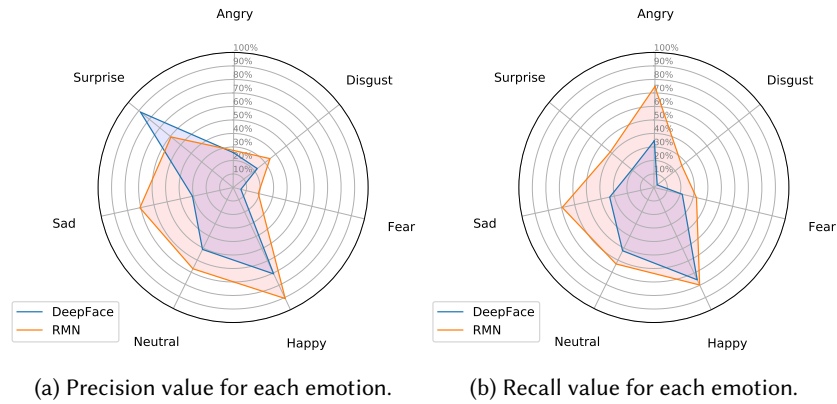 Angry
100%
90%
80%
70%
60%
50%
40%
30%
20%
10%
Surprise
Disgust
Sad
Fear
Neutral
Happy
DeepFace
RMN
(a) Precision value for each emotion.
Angry
100%
90%
80%
70%
60%
50%
40%
30%
20%
10%
Surprise
Disgust
Sad
Fear
Neutral
Happy
DeepFace
RMN
(b) Recall value for each emotion.